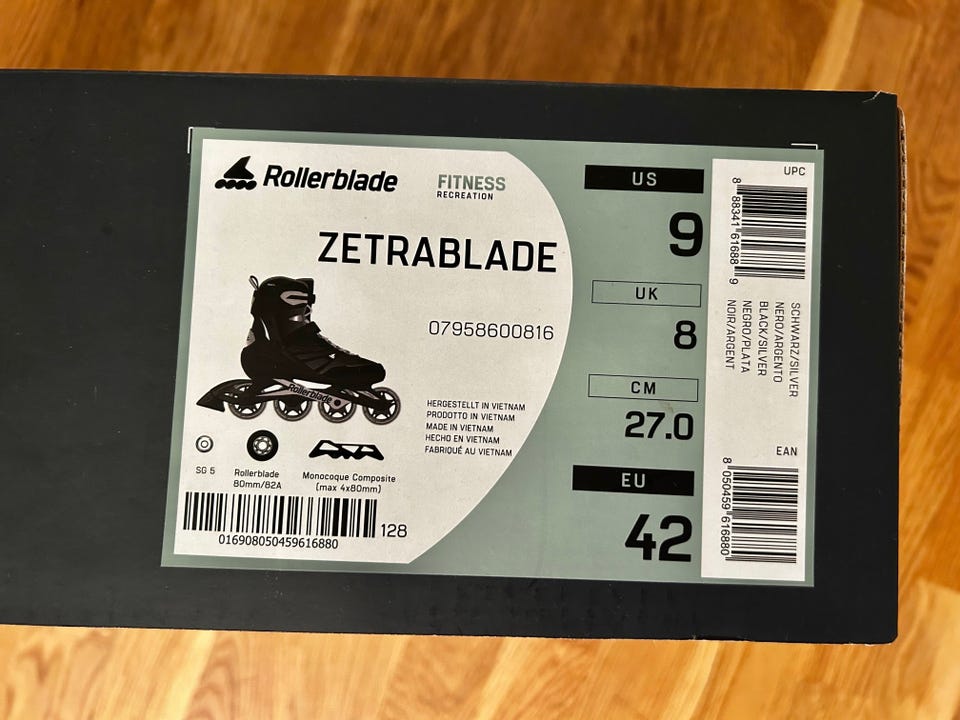 Rollerblade
FITNESS
RECREATION
ZETRABLADE
07958600816
Rollerblade
HERGESTELLT IN VIETNAM
PRODOTTO IN VIETNAM
MADE IN VIETNAM
HECHO EN VIETNAM
FABRIQUÉ AU VIETNAM
SG 5
Rollerblade
80mm/82A
Monocoque Composite
(max 4x80mm)
128
016908050459616880
US
9
UK
8
CM
27.0
EU
42
UPC
8 88341 61688 9
SCHWARZ/SILVER
NERO/ARGENTO
BLACK/SILVER
NEGRO/PLATA
NOIR/ARGENT
EAN
8 050459 616880